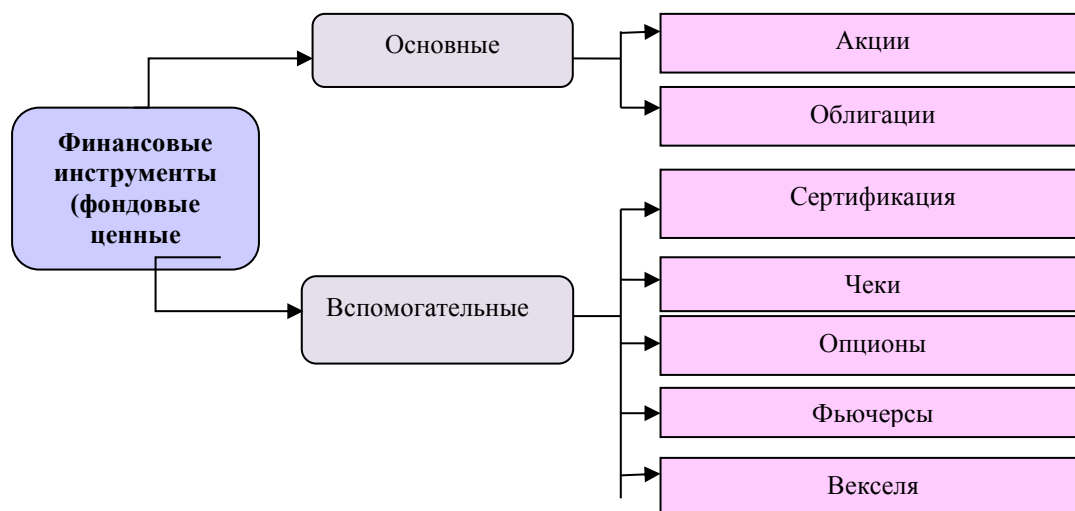 Основные
Акции
Облигации
Финансовые
инструменты
(фондовые
ценные
Сертификация
Вспомогательные
Чеки
Опционы
Фьючерсы
Векселя